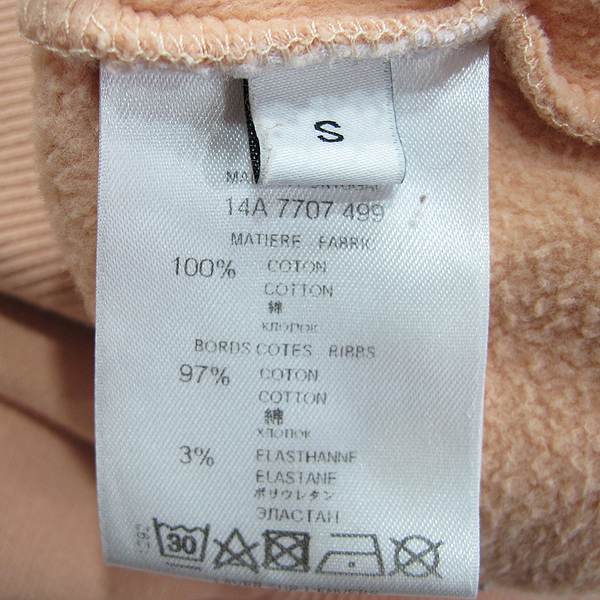 S
14A 7707 499
MATIERE FABRIC
100% COTON
COTTON
綿
ХЛОПОК
BORDS COTES RIBBS
97% COTON
COTTON
綿
ХЛОПОК
3% ELASTHANNE
ELASTANE
ポリウレタン
ЭЛАСТАН
30